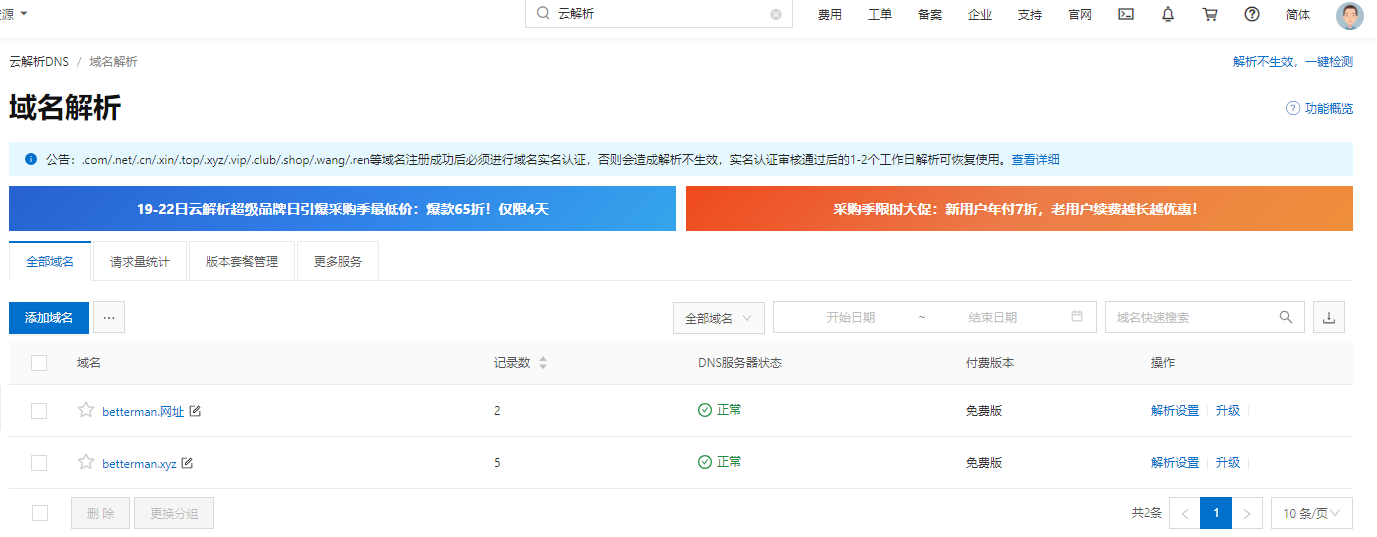 源
云解析
费用 工单 备案 企业 支持 官网 简体
云解析DNS / 域名解析
解析不生效，一键检测
域名解析
功能概览
公告：.com/.net/.cn/.xin/.top/.xyz/.vip/.club/.shop/.wang/.ren等域名注册成功后必须进行域名实名认证，否则会造成解析不生效，实名认证审核通过后的1-2个工作日解析可恢复使用。查看详细
19-22日云解析超级品牌日引爆采购季最低价：爆款65折！仅限4天
采购季限时大促：新用户年付7折，老用户续费越长越优惠！
全部域名 请求量统计 版本套餐管理 更多服务
添加域名 ... 全部域名 开始日期 ~ 结束日期 域名快速搜索
域名 记录数 DNS服务器状态 付费版本 操作
betterman.网址 2 正常 免费版 解析设置 升级
betterman.xyz 5 正常 免费版 解析设置 升级
删除 更换分组 共2条 < 1 > 10 条/页